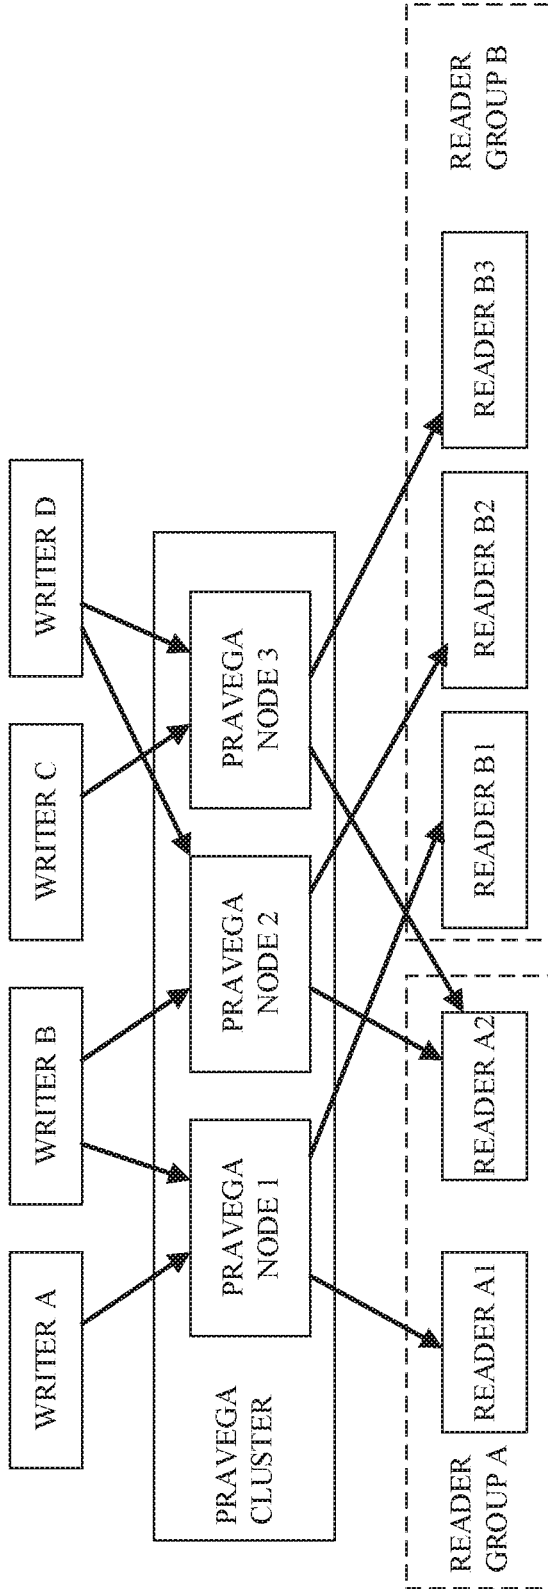 WRITER A
WRITER B
WRITER C
WRITER D
PRAVEGA
CLUSTER
PRAVEGA
NODE 1
PRAVEGA
NODE 2
PRAVEGA
NODE 3
READER
GROUP A
READER A1
READER A2
READER B1
READER B2
READER B3
READER
GROUP B